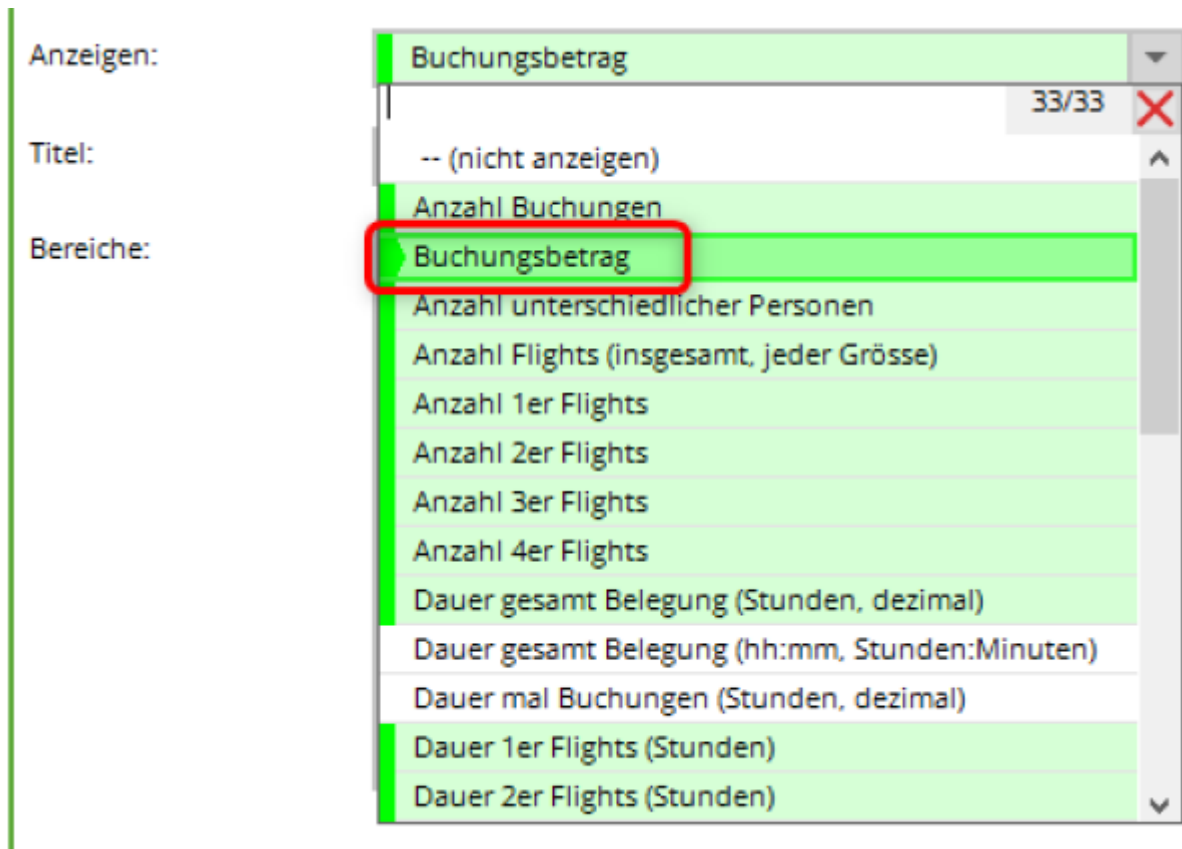 Anzeigen:
Buchungsbetrag
33/33
Titel:
-- (nicht anzeigen)
Anzahl Buchungen
Bereiche:
Buchungsbetrag
Anzahl unterschiedlicher Personen
Anzahl Flights (insgesamt, jeder Grösse)
Anzahl 1er Flights
Anzahl 2er Flights
Anzahl 3er Flights
Anzahl 4er Flights
Dauer gesamt Belegung (Stunden, dezimal)
Dauer gesamt Belegung (hh:mm, Stunden:Minuten)
Dauer mal Buchungen (Stunden, dezimal)
Dauer 1er Flights (Stunden)
Dauer 2er Flights (Stunden)